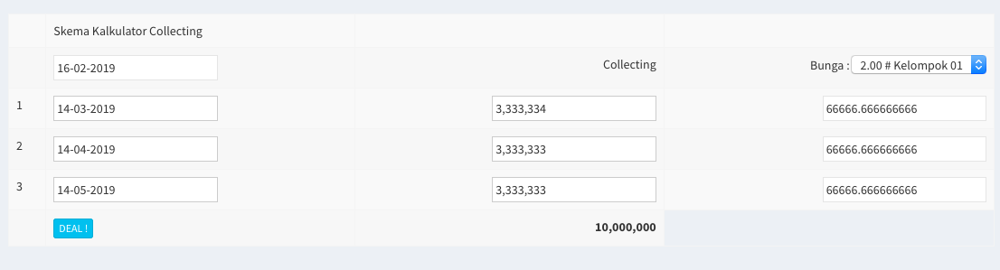 Skema Kalkulator Collecting
16-02-2019 Collecting Bunga : 2.00 # Kelompok 01
1 14-03-2019 3,333,334 66666.666666666
2 14-04-2019 3,333,333 66666.666666666
3 14-05-2019 3,333,333 66666.666666666
DEAL ! 10,000,000